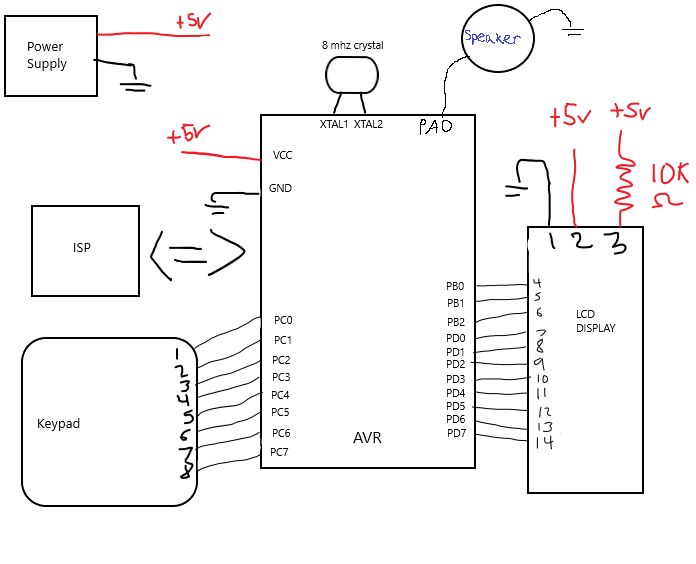 +5v
Power
Supply
8 mhz crystal
Speaker
XTAL1 XTAL2
PA0
+5v
VCC
GND
+5v
+5v
10K
Ω
1 2 3
ISP
PB0
PB1
PB2
PD0
PD1
PD2
PD3
PD4
PD5
PD6
PD7
4
5
6
7
8
9
10
11
12
13
14
LCD
DISPLAY
PC0
PC1
PC2
PC3
PC4
PC5
PC6
PC7
1
2
3
4
5
6
7
8
Keypad
AVR